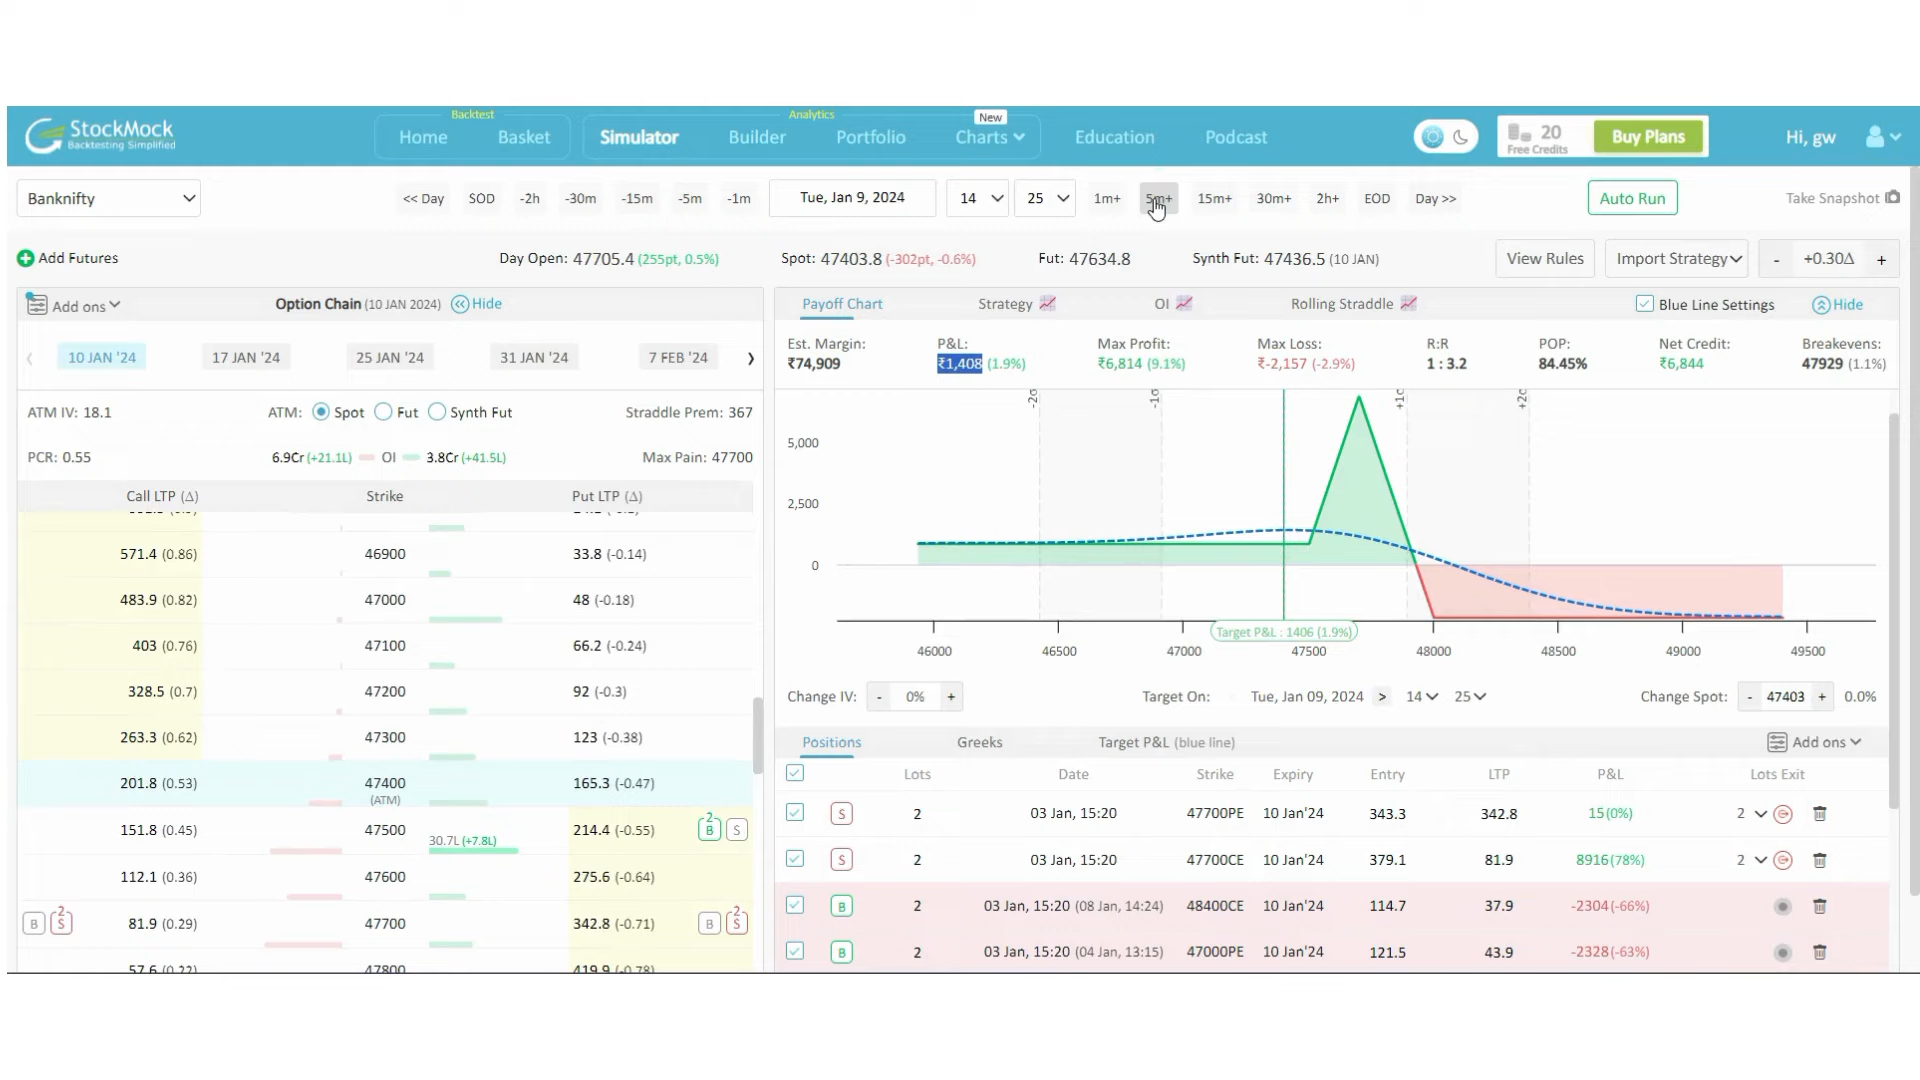 StockMock
Backtesting Simplified
Backtest
Home Basket
Analytics
Simulator Builder Portfolio Charts
New
Education Podcast
20
Free Credits
Buy Plans
Hi, gw
Banknifty
<< Day SOD -2h -30m -15m -5m -1m Tue, Jan 9, 2024 14 25 1m+ 5m+ 15m+ 30m+ 2h+ EOD Day >>
Auto Run
Take Snapshot
Add Futures
Day Open: 47705.4 (255pt, 0.5%) Spot: 47403.8 (-302pt, -0.6%) Fut: 47634.8 Synth Fut: 47436.5 (10 JAN)
View Rules Import Strategy - +0.30Δ +
Add ons Option Chain (10 JAN 2024) Hide
10 JAN '24 17 JAN '24 25 JAN '24 31 JAN '24 7 FEB '24 >
ATM IV: 18.1 ATM: Spot Fut Synth Fut Straddle Prem: 367
PCR: 0.55 6.9Cr (+21.1L) OI 3.8Cr (+41.5L) Max Pain: 47700
Call LTP (Δ) Strike Put LTP (Δ)
571.4 (0.86) 46900 33.8 (-0.14)
483.9 (0.82) 47000 48 (-0.18)
403 (0.76) 47100 66.2 (-0.24)
328.5 (0.7) 47200 92 (-0.3)
263.3 (0.62) 47300 123 (-0.38)
201.8 (0.53) 47400 165.3 (-0.47)
(ATM)
151.8 (0.45) 47500 30.7L (+7.8L) 214.4 (-0.55) 2 B S
112.1 (0.36) 47600 275.6 (-0.64)
B 2 S 81.9 (0.29) 47700 342.8 (-0.71) B 2 S
57.6 (0.22) 47800 419.9 (-0.78)
Payoff Chart Strategy OI Rolling Straddle Blue Line Settings Hide
Est. Margin: P&L: Max Profit: Max Loss: R:R POP: Net Credit: Breakevens:
₹74,909 ₹1,408 (1.9%) ₹6,814 (9.1%) ₹-2,157 (-2.9%) 1 : 3.2 84.45% ₹6,844 47929 (1.1%)
-2σ -1σ +1σ +2σ
5,000
2,500
0
Target P&L : 1406 (1.9%)
46000 46500 47000 47500 48000 48500 49000 49500
Change IV: - 0% + Target On: Tue, Jan 09, 2024 > 14 25 Change Spot: - 47403 + 0.0%
Positions Greeks Target P&L (blue line) Add ons
Lots Date Strike Expiry Entry LTP P&L Lots Exit
S 2 03 Jan, 15:20 47700PE 10 Jan'24 343.3 342.8 15(0%) 2
S 2 03 Jan, 15:20 47700CE 10 Jan'24 379.1 81.9 8916(78%) 2
B 2 03 Jan, 15:20 (08 Jan, 14:24) 48400CE 10 Jan'24 114.7 37.9 -2304(-66%)
B 2 03 Jan, 15:20 (04 Jan, 13:15) 47000PE 10 Jan'24 121.5 43.9 -2328(-63%)